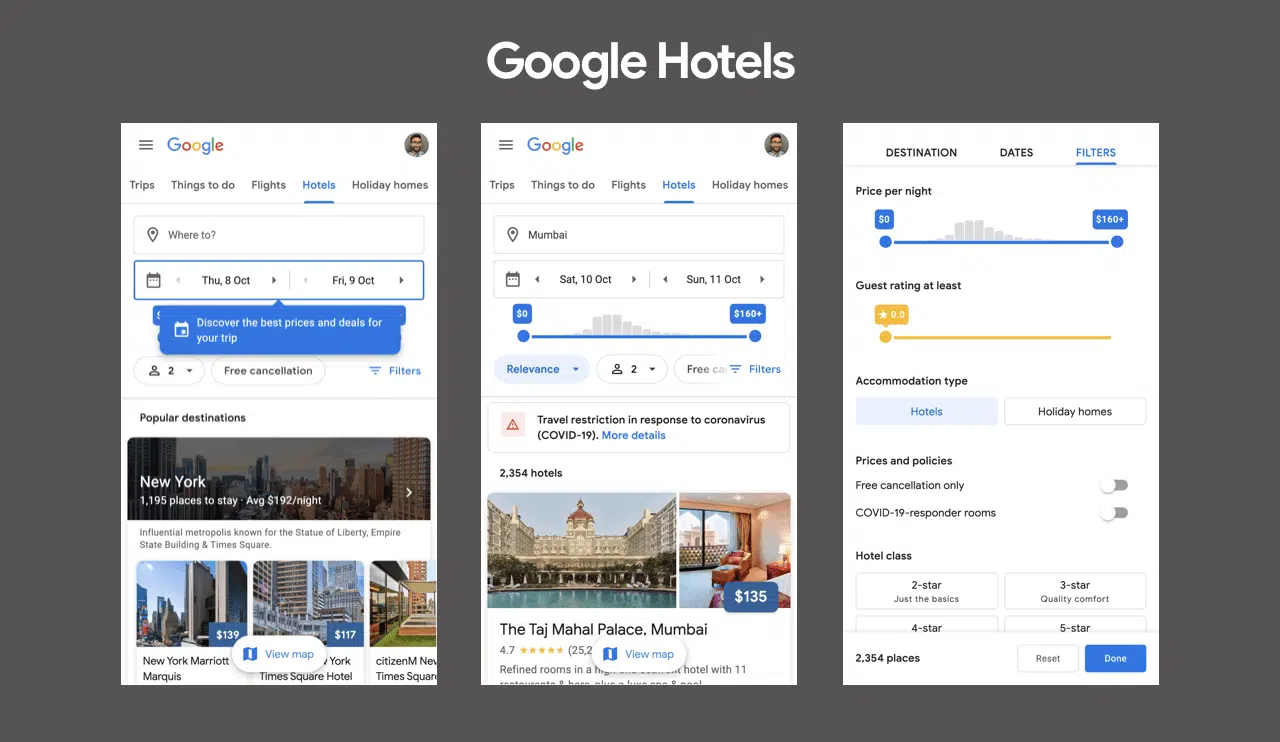 Google Hotels
Google
Trips Things to do Flights Hotels Holiday homes
Where to?
Thu, 8 Oct Fri, 9 Oct
Discover the best prices and deals for
your trip
2 Free cancellation Filters
Popular destinations
New York
1,195 places to stay · Avg $192/night
Influential metropolis known for the Statue of Liberty, Empire
State Building & Times Square.
$139 $117
View map
New York Marriott
Marquis
York
Times Square Hotel
citizenM New
Times Square
Google
Trips Things to do Flights Hotels Holiday homes
Mumbai
Sat, 10 Oct Sun, 11 Oct
$0 $160+
Relevance 2 Free Filters
Travel restriction in response to coronavirus
(COVID-19). More details
2,354 hotels
$135
The Taj Mahal Palace, Mumbai
4.7 ★★★★★ (25,2
View map
Refined rooms in a hotel with 11
DESTINATION DATES FILTERS
Price per night
$0 $160+
Guest rating at least
★ 0.0
Accommodation type
Hotels Holiday homes
Prices and policies
Free cancellation only
COVID-19-responder rooms
Hotel class
2-star
Just the basics
3-star
Quality comfort
4-star 5-star
2,354 places Reset Done